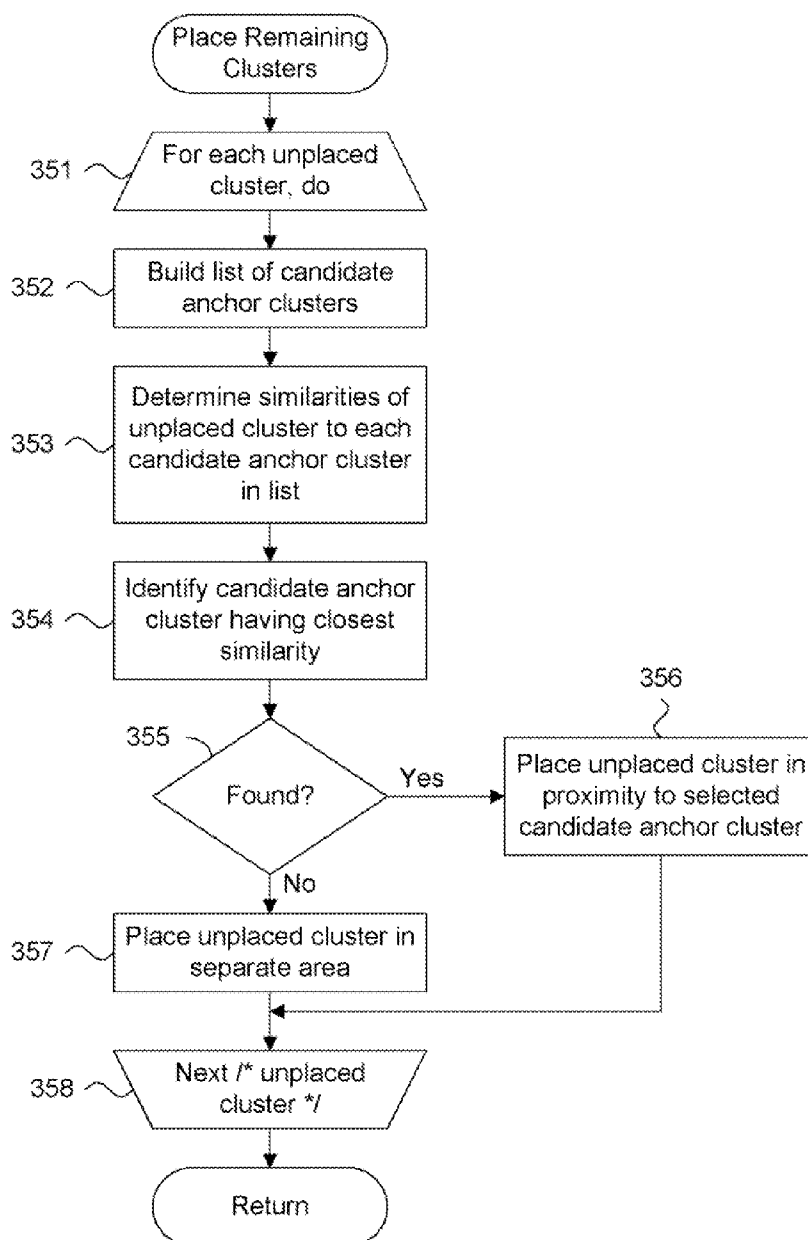 Place Remaining
Clusters
351
For each unplaced
cluster, do
352
Build list of candidate
anchor clusters
353
Determine similarities of
unplaced cluster to each
candidate anchor cluster
in list
354
Identify candidate anchor
cluster having closest
similarity
355
Found?
Yes
356
Place unplaced cluster in
proximity to selected
candidate anchor cluster
No
357
Place unplaced cluster in
separate area
358
Next /* unplaced
cluster */
Return